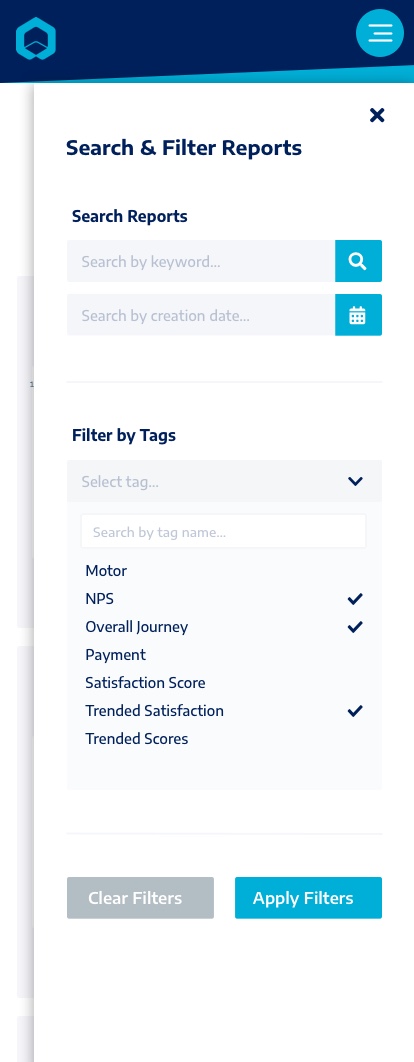 Search & Filter Reports
Search Reports
Search by keyword...
Search by creation date...
1
Filter by Tags
Select tag...
Search by tag name...
Motor
NPS
Overall Journey
Payment
Satisfaction Score
Trended Satisfaction
Trended Scores
Clear Filters
Apply Filters